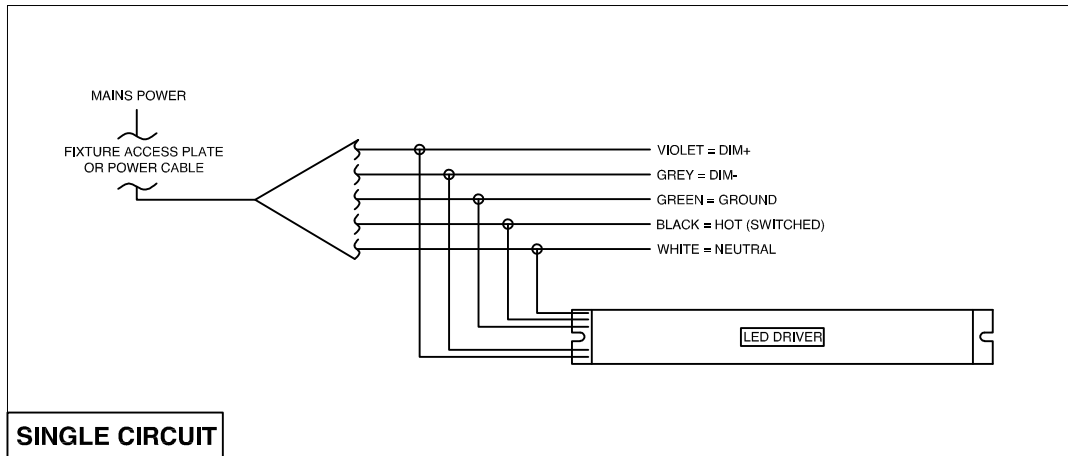 MAINS POWER
FIXTURE ACCESS PLATE
OR POWER CABLE
VIOLET = DIM+
GREY = DIM-
GREEN = GROUND
BLACK = HOT (SWITCHED)
WHITE = NEUTRAL
LED DRIVER
SINGLE CIRCUIT